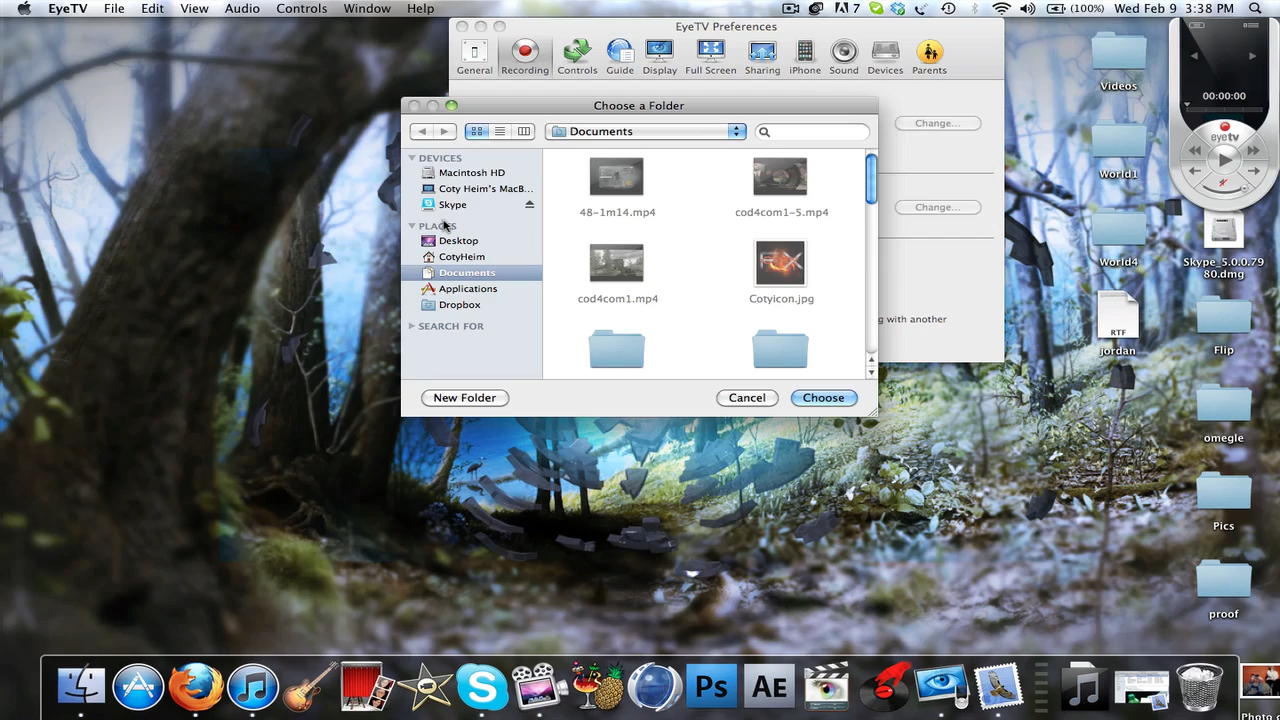 EyeTV File Edit View Audio Controls Window Help
7 (100%) Wed Feb 9 3:38 PM
EyeTV Preferences
General Recording Controls Guide Display Full Screen Sharing iPhone Sound Devices Parents
Choose a Folder
Documents
DEVICES
Macintosh HD
Coty Heim's MacB...
Skype
PLACES
Desktop
CotyHeim
Documents
Applications
Dropbox
SEARCH FOR
48-1m14.mp4
cod4com1-5.mp4
cod4com1.mp4
Cotyicon.jpg
New Folder
Cancel
Choose
Change...
Change...
g with another
00:00:00
eyetv
Videos
World1
World4
Skype_5.0.0.79
80.dmg
RTF
jordan
Flip
omegle
Pics
proof
Ps
AE
Photo